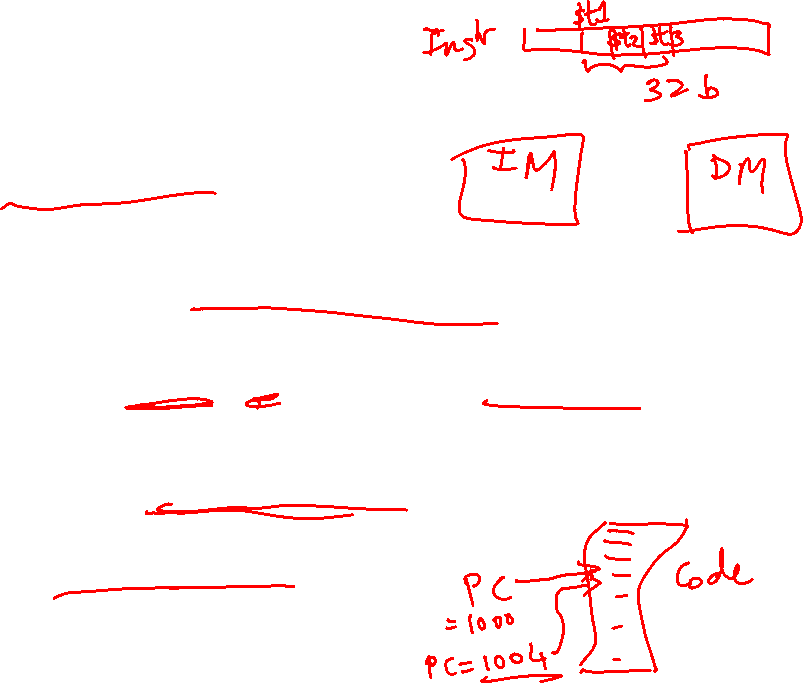 $t1
Instr $t2 $t3
32 b
IM DM
PC Code
=1000
PC=1004